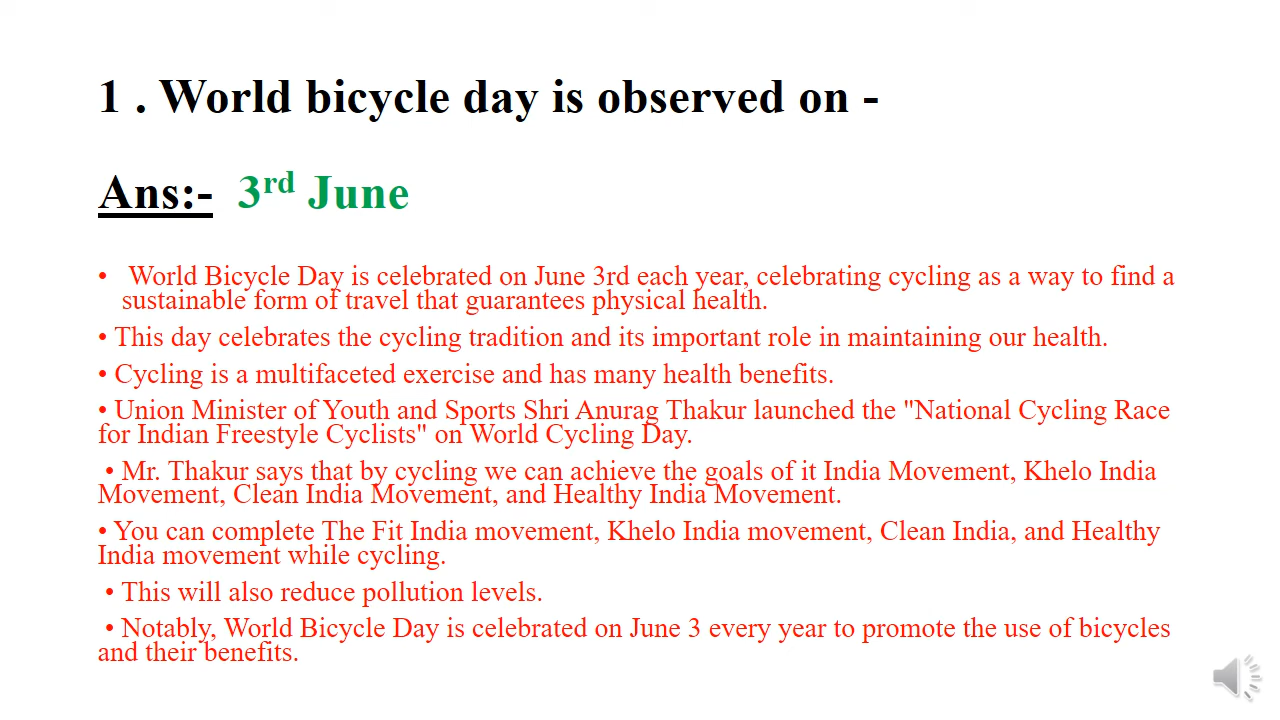 1 . World bicycle day is observed on -
Ans:- 3rd June
• World Bicycle Day is celebrated on June 3rd each year, celebrating cycling as a way to find a
sustainable form of travel that guarantees physical health.
• This day celebrates the cycling tradition and its important role in maintaining our health.
• Cycling is a multifaceted exercise and has many health benefits.
• Union Minister of Youth and Sports Shri Anurag Thakur launched the "National Cycling Race
for Indian Freestyle Cyclists" on World Cycling Day.
• Mr. Thakur says that by cycling we can achieve the goals of it India Movement, Khelo India
Movement, Clean India Movement, and Healthy India Movement.
• You can complete The Fit India movement, Khelo India movement, Clean India, and Healthy
India movement while cycling.
• This will also reduce pollution levels.
• Notably, World Bicycle Day is celebrated on June 3 every year to promote the use of bicycles
and their benefits.